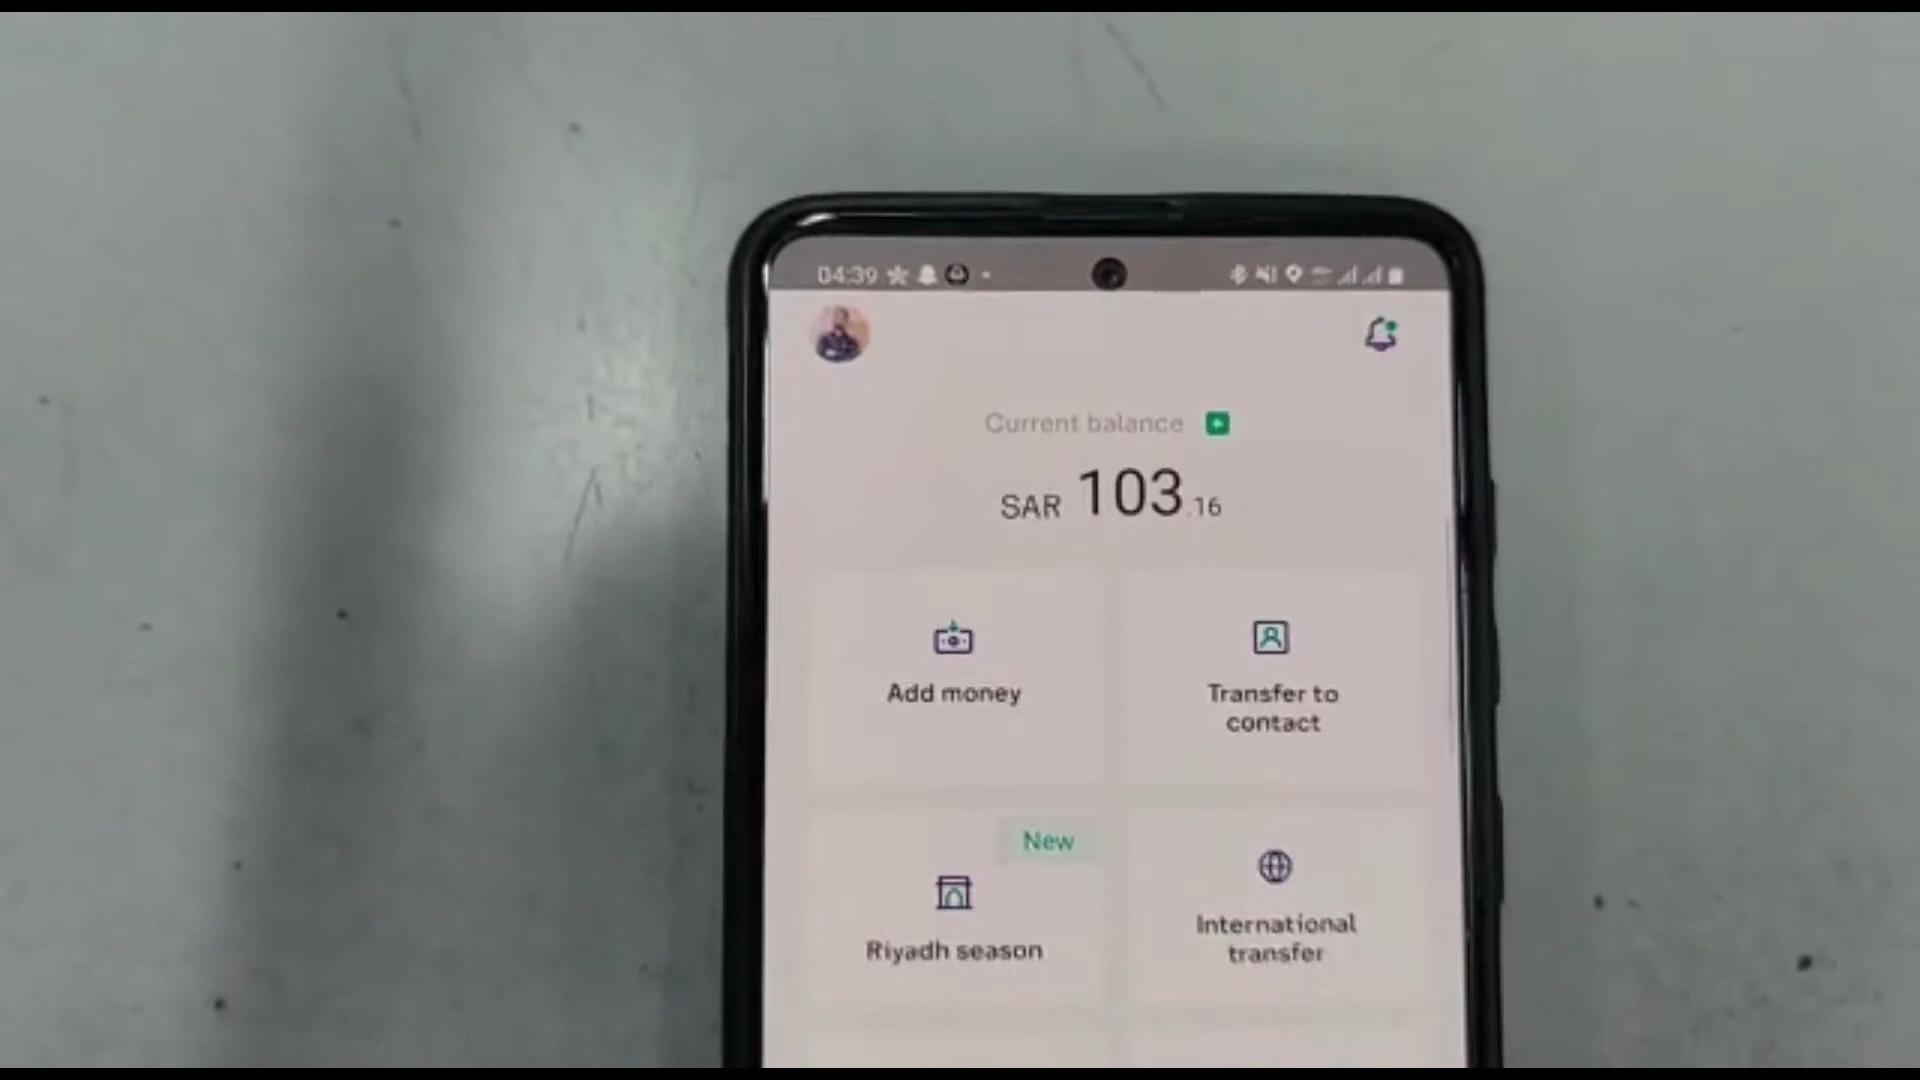 04:39
Current balance
SAR 103.16
Add money
Transfer to
contact
New
Riyadh season
International
transfer